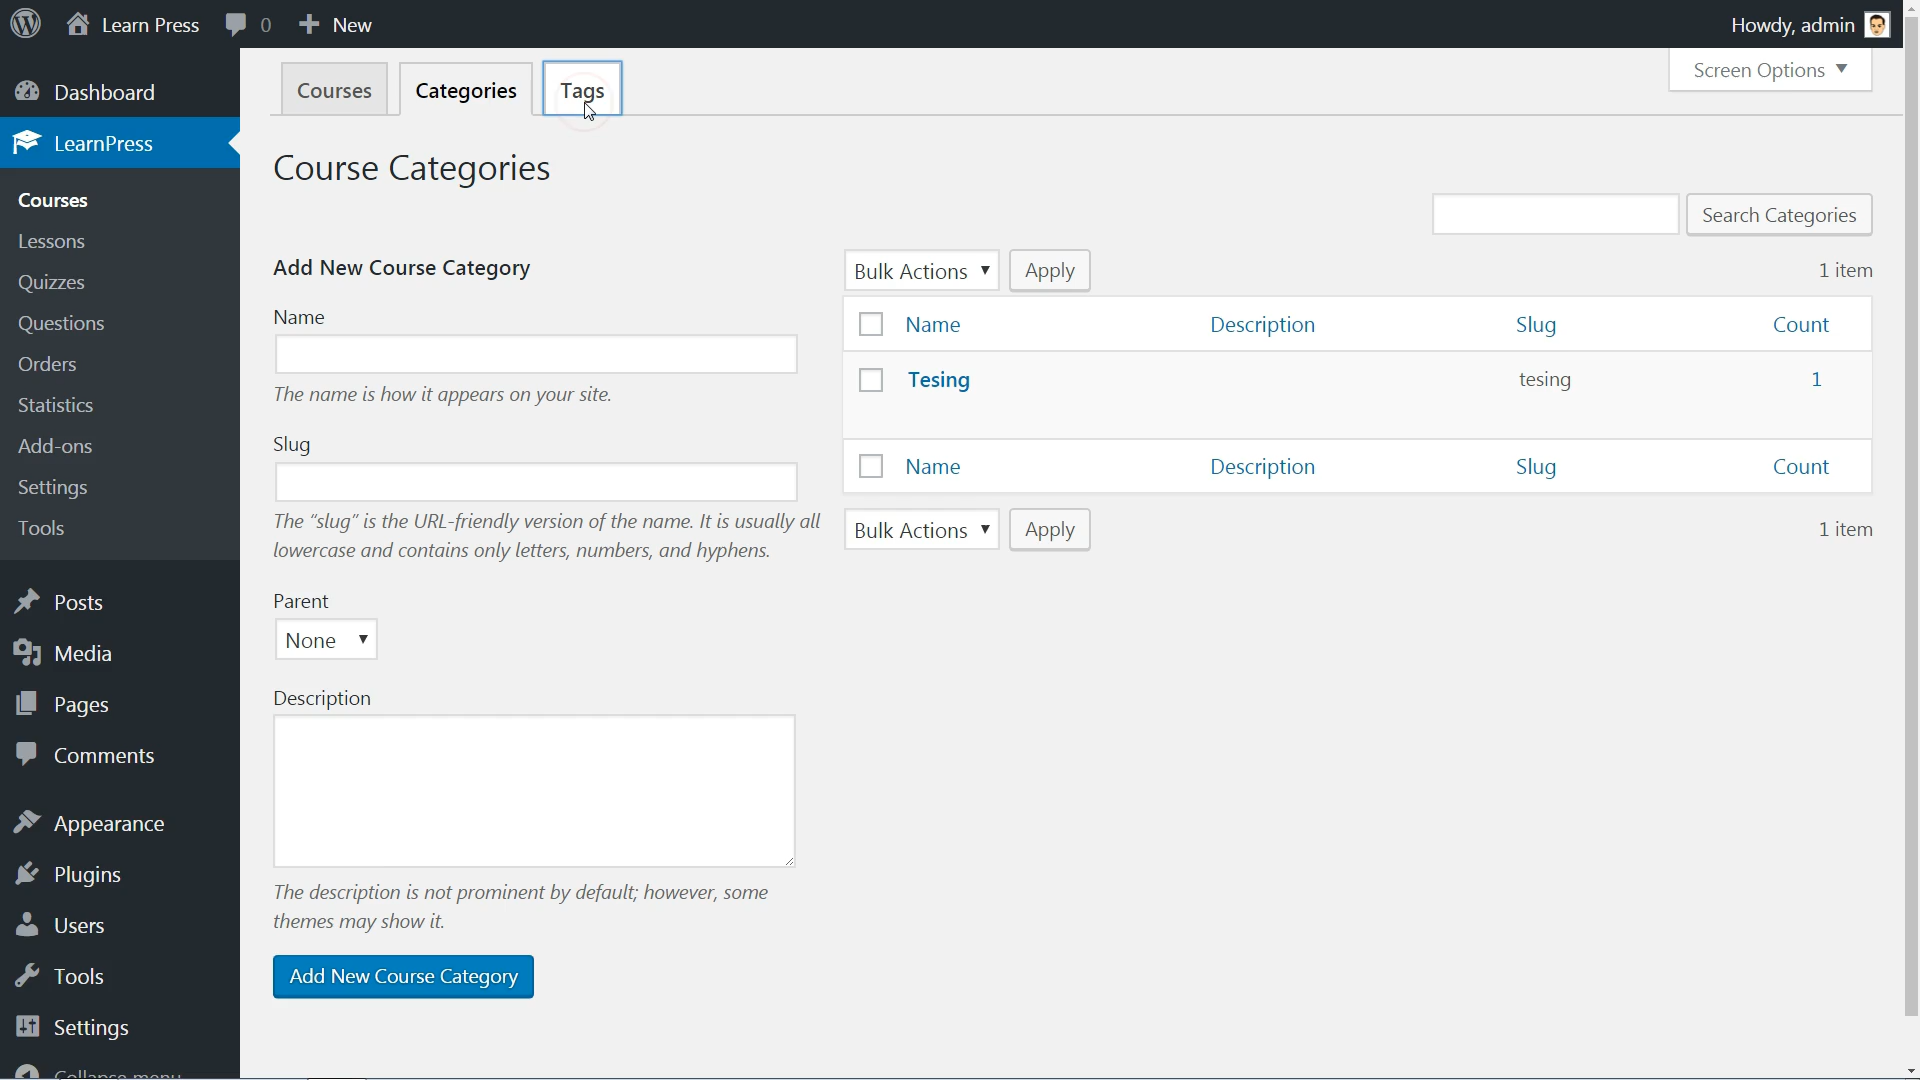 Learn Press 0 New Howdy, admin
Screen Options
Dashboard
LearnPress
Courses
Lessons
Quizzes
Questions
Orders
Statistics
Add-ons
Settings
Tools
Posts
Media
Pages
Comments
Appearance
Plugins
Users
Tools
Settings
Collapse menu
Courses Categories Tags
Course Categories
Search Categories
Add New Course Category
Name
The name is how it appears on your site.
Slug
The “slug” is the URL-friendly version of the name. It is usually all
lowercase and contains only letters, numbers, and hyphens.
Parent
None
Description
The description is not prominent by default; however, some
themes may show it.
Add New Course Category
Bulk Actions Apply 1 item
Name Description Slug Count
Tesing tesing 1
Name Description Slug Count
Bulk Actions Apply 1 item